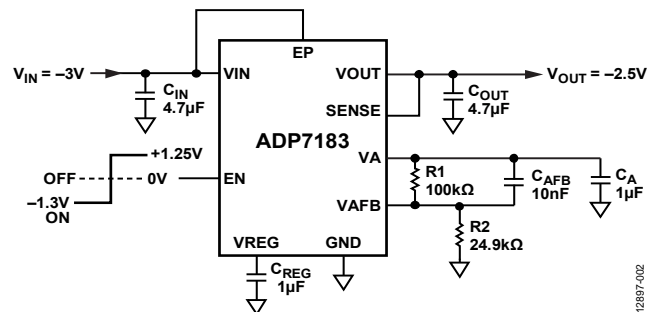 EP
V_IN = –3V
VIN
VOUT
V_OUT = –2.5V
C_IN
4.7µF
C_OUT
4.7µF
SENSE
ADP7183
+1.25V
OFF
0V
EN
–1.3V
ON
VA
R1
100kΩ
C_AFB
10nF
C_A
1µF
VAFB
R2
24.9kΩ
VREG
GND
C_REG
1µF
12897-002